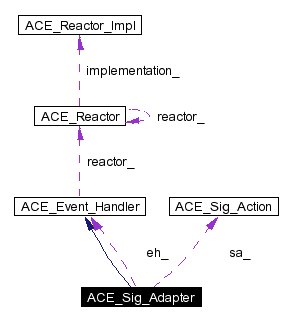 ACE_Reactor_Impl
implementation_
ACE_Reactor
reactor_
reactor_
ACE_Event_Handler
ACE_Sig_Action
eh_
sa_
ACE_Sig_Adapter